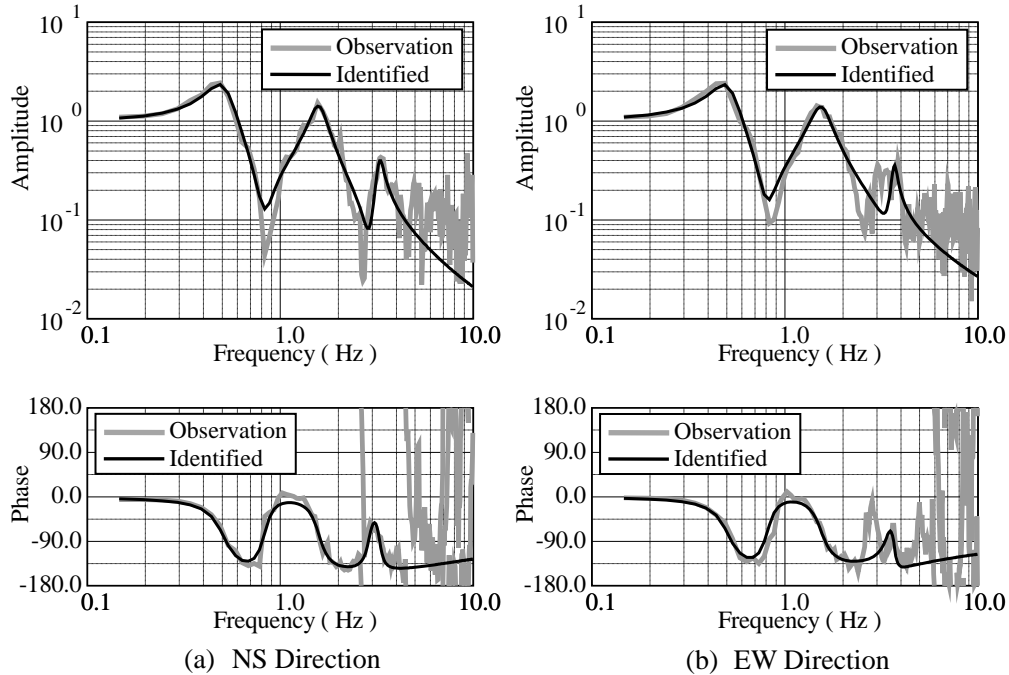 10^1
Observation
Identified
10^0
Amplitude
10^-1
10^-2
0.1
1.0
10.0
Frequency ( Hz )
180.0
Observation
90.0
Identified
Phase
0.0
-90.0
-180.0
0.1
1.0
10.0
Frequency ( Hz )
(a) NS Direction
10^1
Observation
Identified
10^0
Amplitude
10^-1
10^-2
0.1
1.0
10.0
Frequency ( Hz )
180.0
Observation
90.0
Identified
Phase
0.0
-90.0
-180.0
0.1
1.0
10.0
Frequency ( Hz )
(b) EW Direction